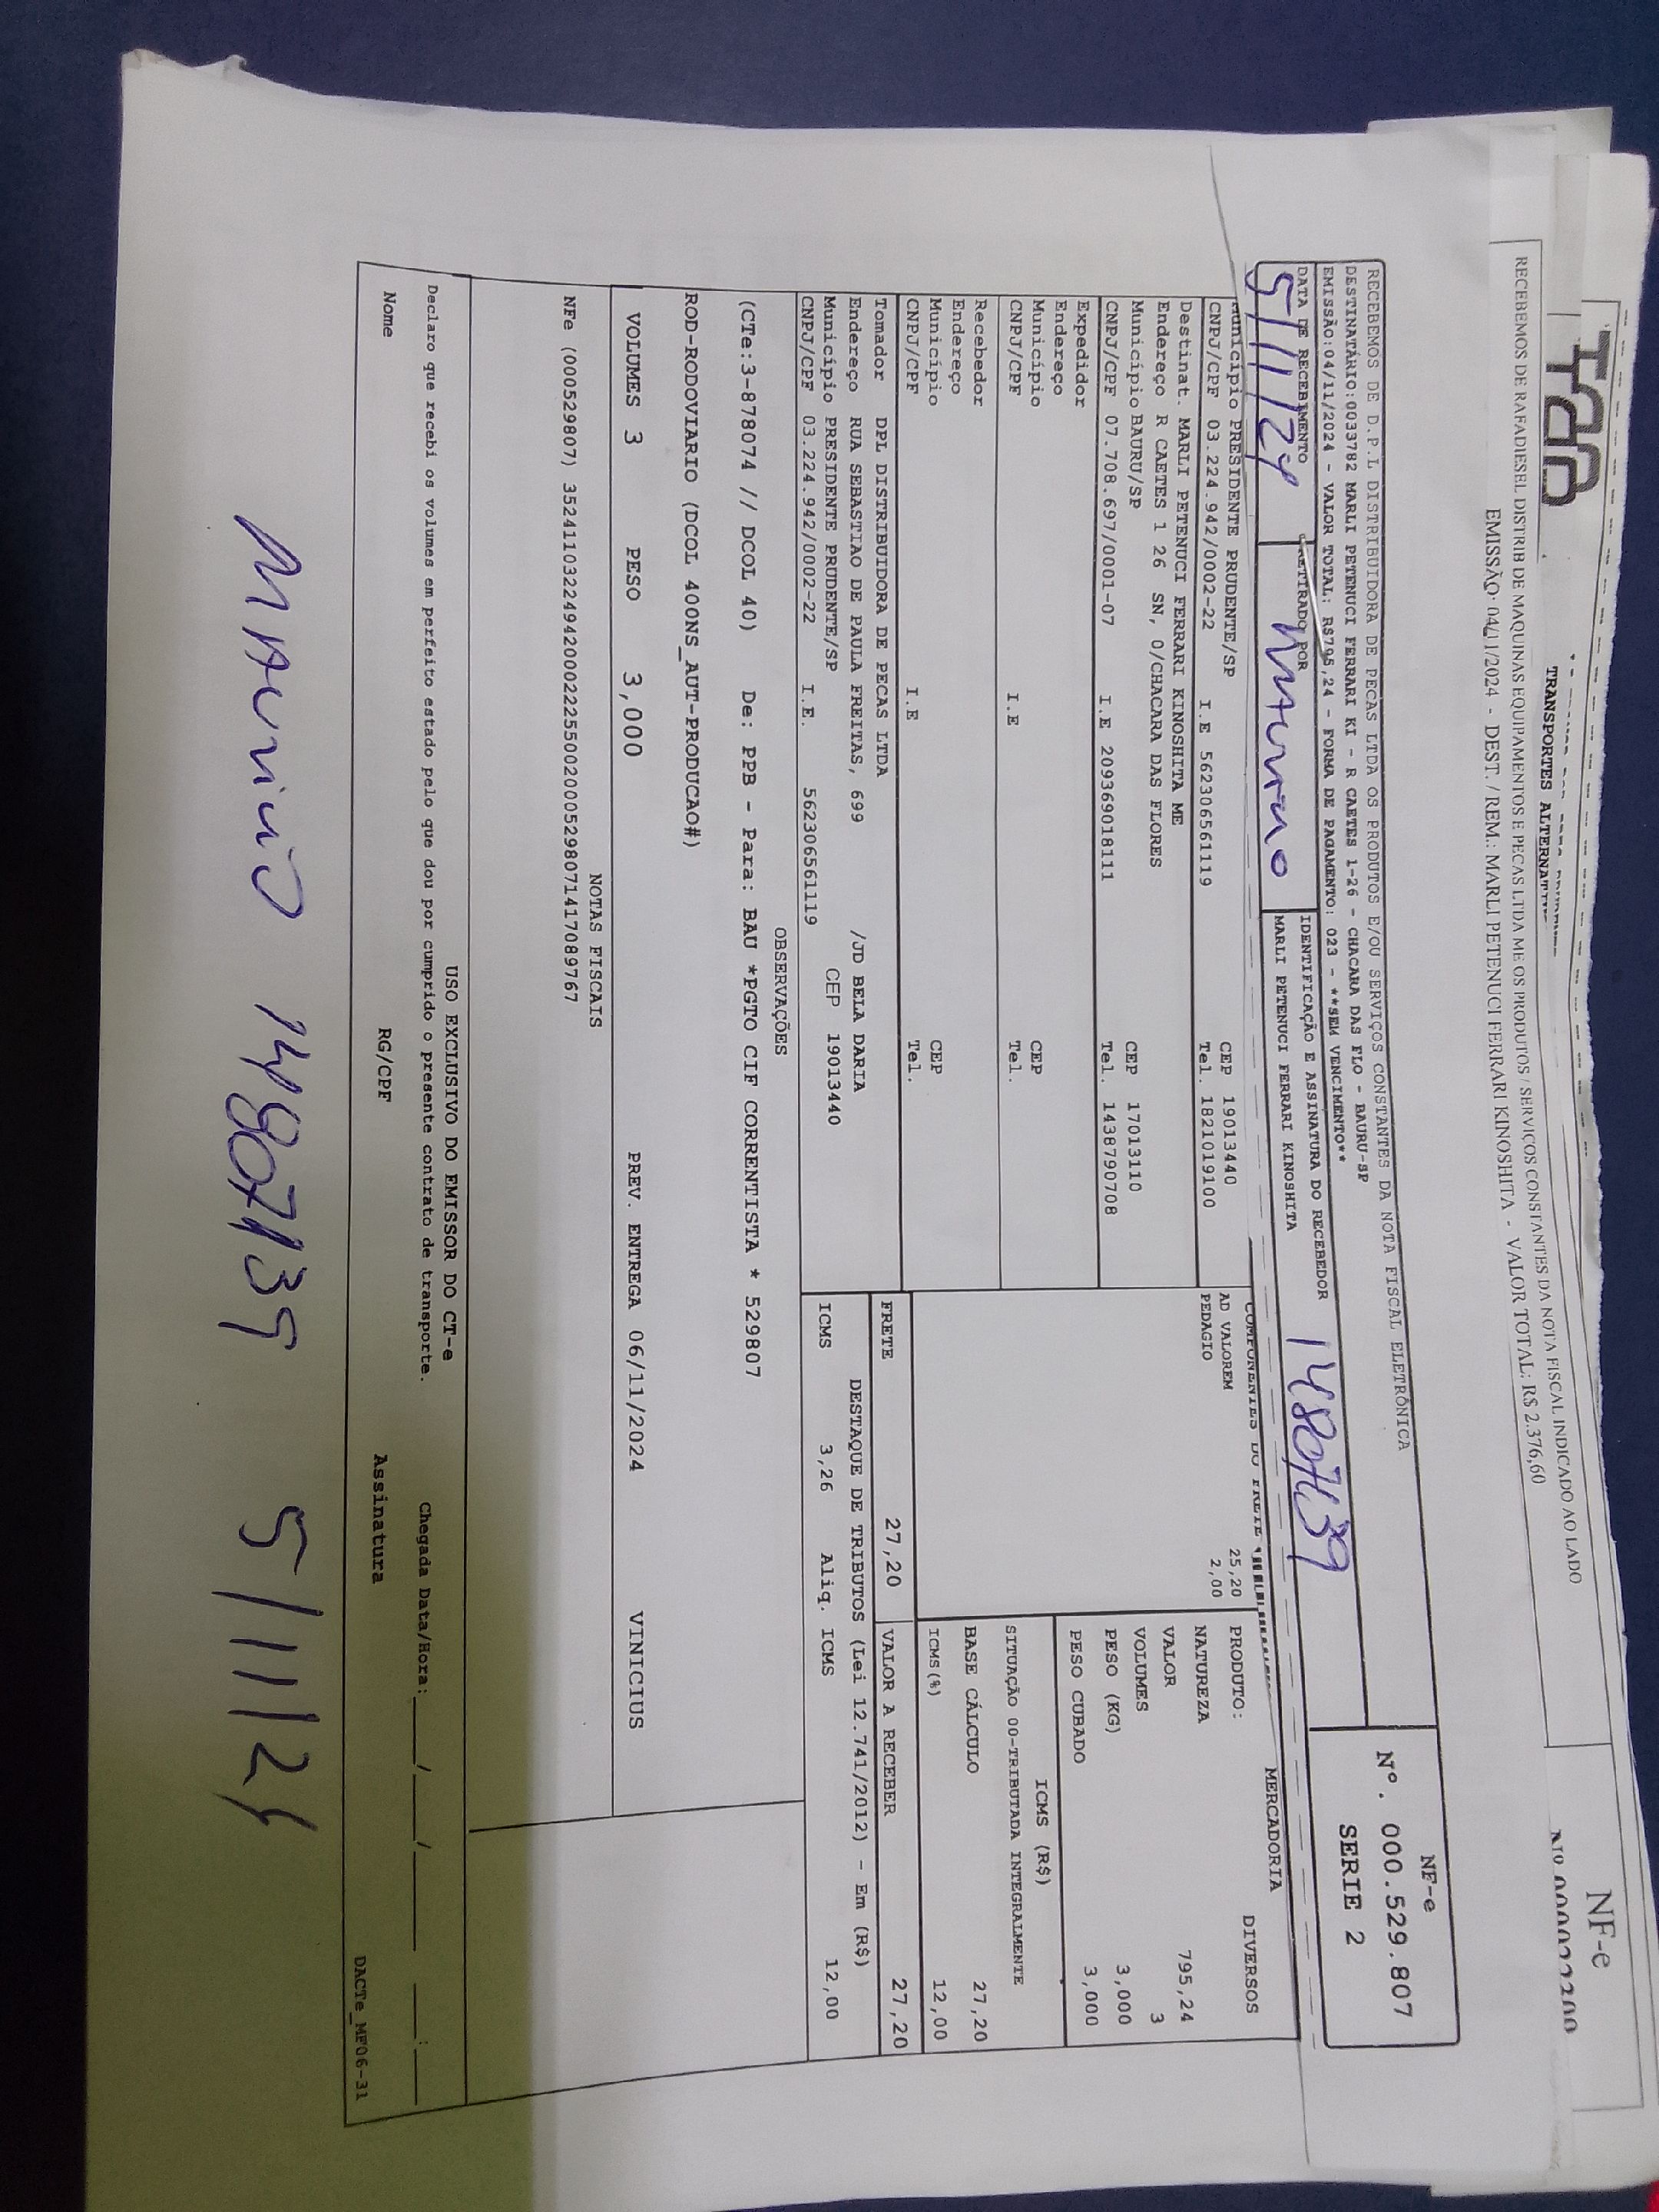 NF-e
TRANSPORTES
RECEBEMOS DE RAFADIESEL DISTRIB DE MAQUINAS EQUIPAMENTOS E PECAS LTDA ME OS PRODUTOS / SERVIÇOS CONSTANTES DA NOTA FISCAL INDICADO AO LADO
EMISSÃO: 04/11/2024 - DEST. / REM.: MARLI PETENUCI FERRARI KINOSHITA - VALOR TOTAL: R$ 2.376,60
RECEBEMOS DE D.P.L DISTRIBUIDORA DE PECAS LTDA OS PRODUTOS E/OU SERVIÇOS CONSTANTES DA NOTA FISCAL ELETRÔNICA
DESTINATÁRIO:0033782 MARLI PETENUCI FERRARI KI - R CAETES 1-26 - CHACARA DAS FLO - BAURU-SP
EMISSÃO:04/11/2024 - VALOR TOTAL: R$795,24 - FORMA DE PAGAMENTO: 023 - **SEM VENCIMENTO**
NF-e
Nº. 000.529.807
SERIE 2
DATA DE RECEBIMENTO
5/11/24
RETIRADO POR
IDENTIFICAÇÃO E ASSINATURA DO RECEBEDOR
MARLI PETENUCI FERRARI KINOSHITA
Município PRESIDENTE PRUDENTE/SP CEP 19013440
CNPJ/CPF 03.224.942/0002-22 I.E 562306561119 Tel. 1821019100
Destinat. MARLI PETENUCI FERRARI KINOSHITA ME
Endereço R CAETES 1 26 SN, 0/CHACARA DAS FLORES
Município BAURU/SP CEP 17013110
CNPJ/CPF 07.708.697/0001-07 I.E 209369018111 Tel. 1438790708
Expedidor
Endereço
Município CEP
CNPJ/CPF I.E Tel.
Recebedor
Endereço
Município CEP
CNPJ/CPF I.E Tel.
Tomador DPL DISTRIBUIDORA DE PECAS LTDA
Endereço RUA SEBASTIAO DE PAULA FREITAS, 699 /JD BELA DARIA
Município PRESIDENTE PRUDENTE/SP CEP 19013440
CNPJ/CPF 03.224.942/0002-22 I.E. 562306561119
COMPONENTES DO FRETE
AD VALOREM 25,20
PEDAGIO 2,00
MERCADORIA
PRODUTO: DIVERSOS
NATUREZA
VALOR 795,24
VOLUMES 3
PESO (KG) 3,000
PESO CUBADO 3,000
ICMS (R$)
SITUAÇÃO 00-TRIBUTADA INTEGRALMENTE
BASE CÁLCULO 27,20
ICMS(%) 12,00
FRETE 27,20 VALOR A RECEBER 27,20
DESTAQUE DE TRIBUTOS (Lei 12.741/2012) - Em (R$)
ICMS 3,26 Aliq. ICMS 12,00
OBSERVAÇÕES
(CTe:3-878074 // DCOL 40) De: PPB - Para: BAU *PGTO CIF CORRENTISTA * 529807
ROD-RODOVIARIO (DCOL 400NS_AUT-PRODUCAO#)
VOLUMES 3 PESO 3,000 PREV. ENTREGA 06/11/2024 VINICIUS
NOTAS FISCAIS
NFe (000529807) 35241103224942000222550020005298071417089767
USO EXCLUSIVO DO EMISSOR DO CT-e
Declaro que recebi os volumes em perfeito estado pelo que dou por cumprido o presente contrato de transporte. Chegada Data/Hora:____/____/____ ___:___
Nome RG/CPF Assinatura
DACTe_MF06-31
5/11/24